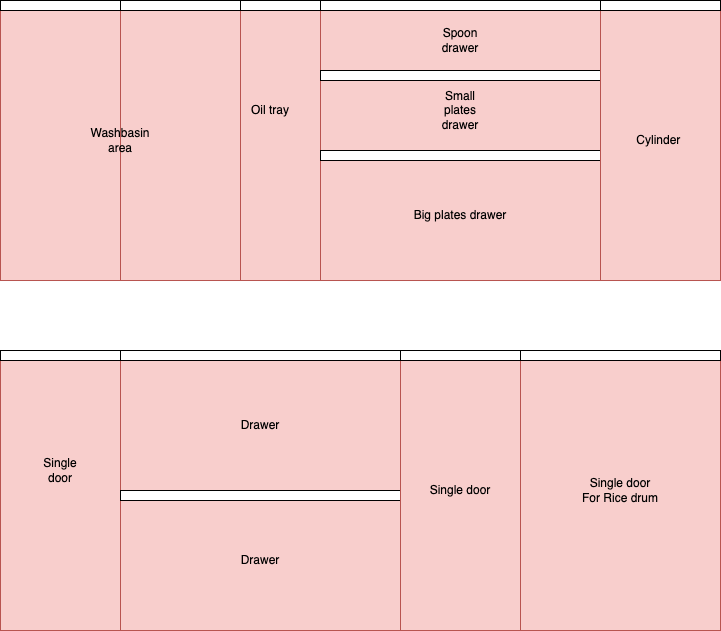 Spoon
drawer
Small
plates
drawer
Oil tray
Washbasin
area
Cylinder
Big plates drawer
Drawer
Single
door
Single door
Single door
For Rice drum
Drawer